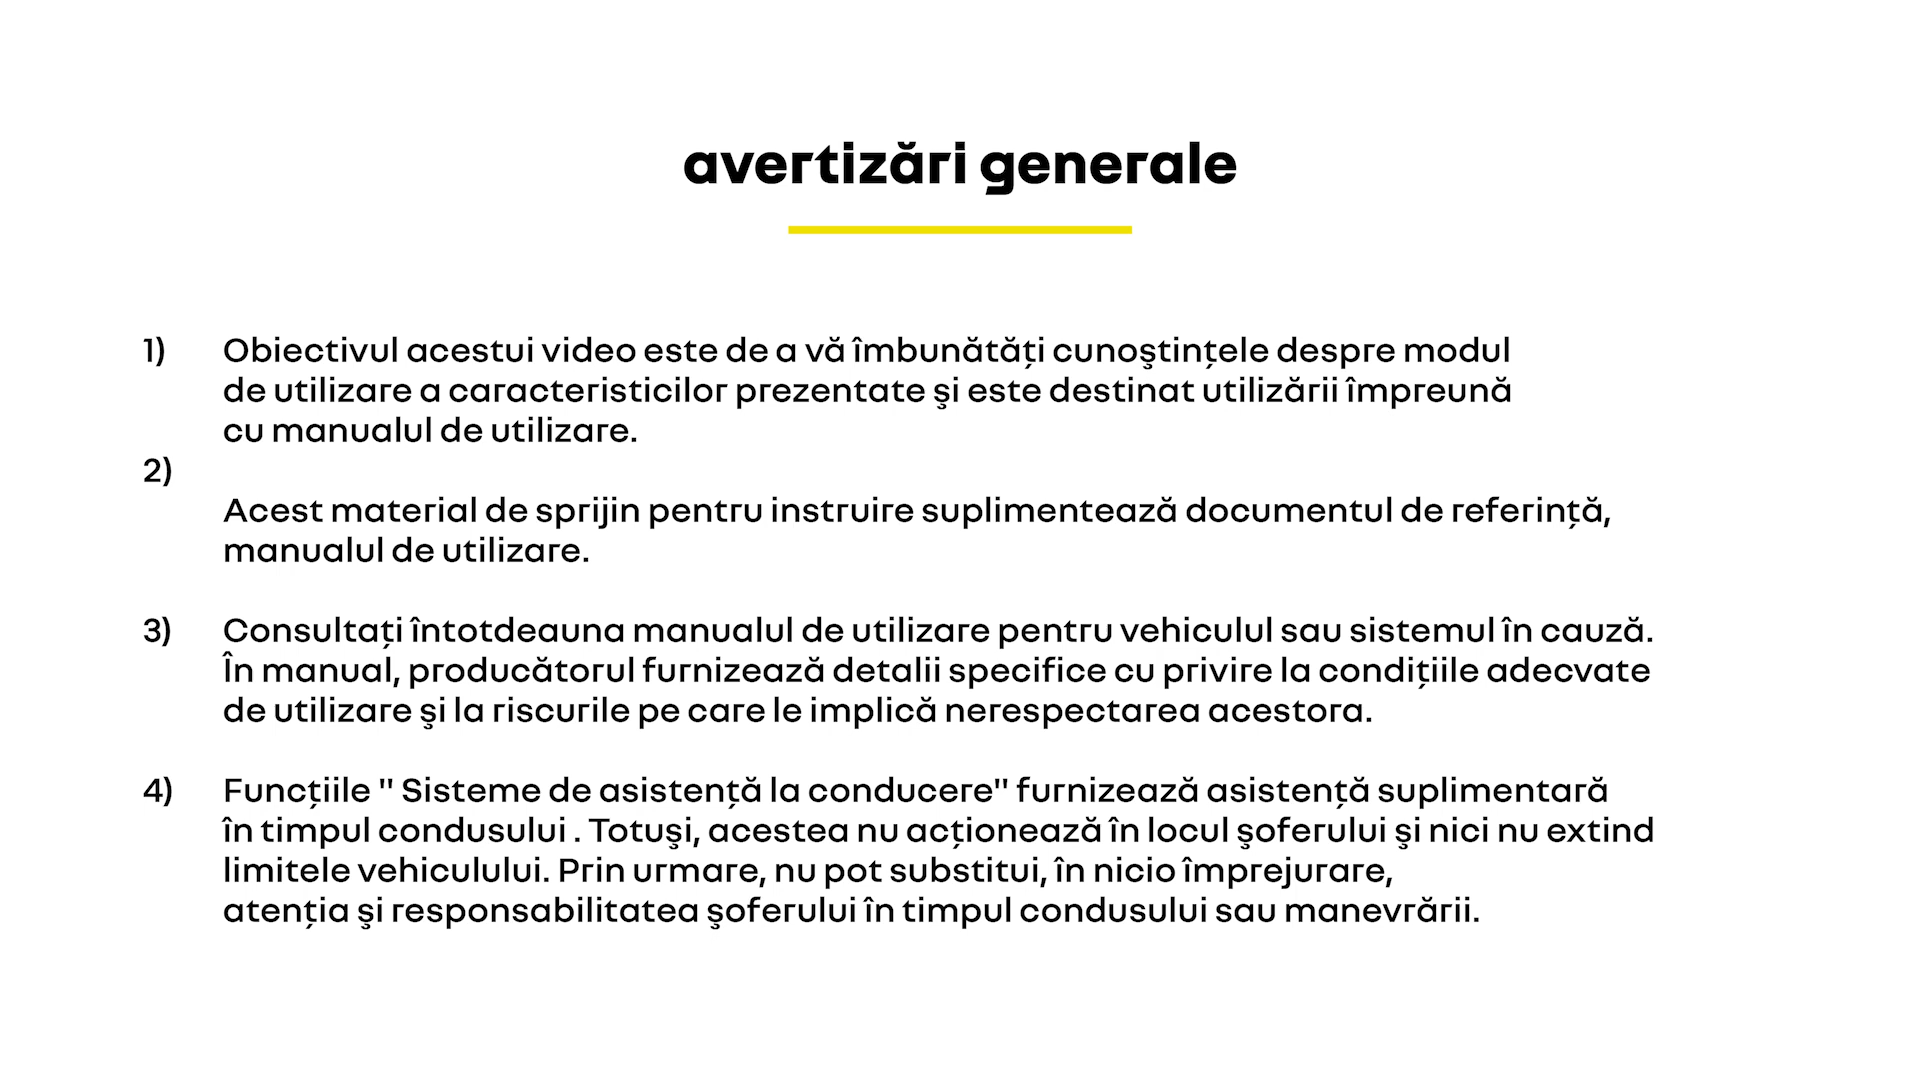 avertizări generale
1) Obiectivul acestui video este de a vă îmbunătăți cunoştințele despre modul
de utilizare a caracteristicilor prezentate şi este destinat utilizării împreună
cu manualul de utilizare.
2)
Acest material de sprijin pentru instruire suplimentează documentul de referință,
manualul de utilizare.
3) Consultați întotdeauna manualul de utilizare pentru vehiculul sau sistemul în cauză.
În manual, producătorul furnizează detalii specifice cu privire la condițiile adecvate
de utilizare şi la riscurile pe care le implică nerespectarea acestora.
4) Funcțiile " Sisteme de asistență la conducere" furnizează asistență suplimentară
în timpul condusului . Totuşi, acestea nu acționează în locul şoferului şi nici nu extind
limitele vehiculului. Prin urmare, nu pot substitui, în nicio împrejurare,
atenția şi responsabilitatea şoferului în timpul condusului sau manevrării.